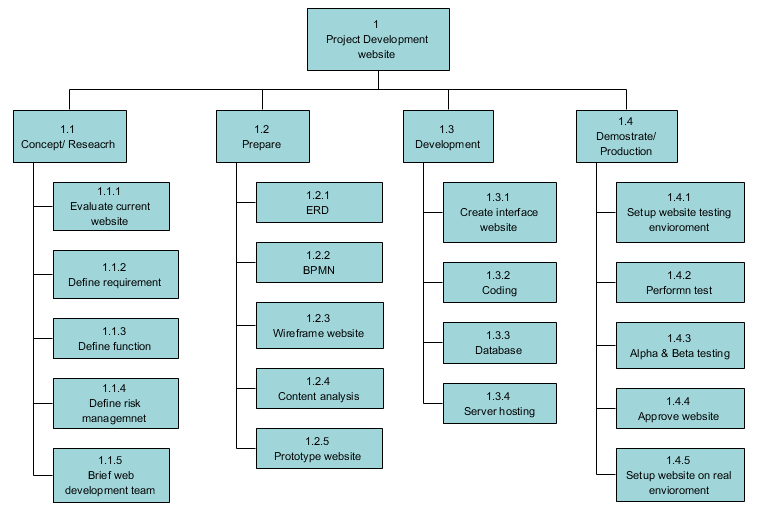 1
Project Development
website
1.1
Concept/ Reseacrh
1.1.1
Evaluate current
website
1.1.2
Define requirement
1.1.3
Define function
1.1.4
Define risk
managemnet
1.1.5
Brief web
development team
1.2
Prepare
1.2.1
ERD
1.2.2
BPMN
1.2.3
Wireframe website
1.2.4
Content analysis
1.2.5
Prototype website
1.3
Development
1.3.1
Create interface
website
1.3.2
Coding
1.3.3
Database
1.3.4
Server hosting
1.4
Demostrate/
Production
1.4.1
Setup website testing
envioroment
1.4.2
Performn test
1.4.3
Alpha & Beta testing
1.4.4
Approve website
1.4.5
Setup website on real
envioroment